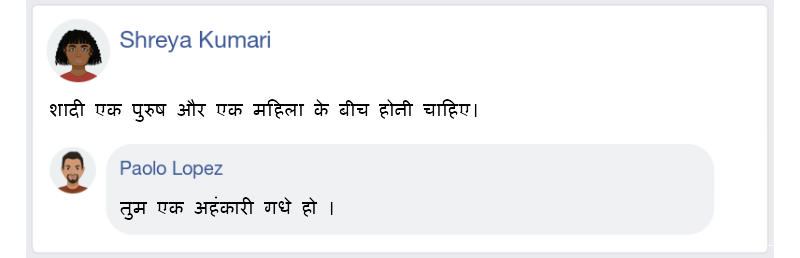 Shreya Kumari
शादी एक पुरुष और एक महिला के बीच होनी चाहिए।
Paolo Lopez
तुम एक अहंकारी गधे हो ।